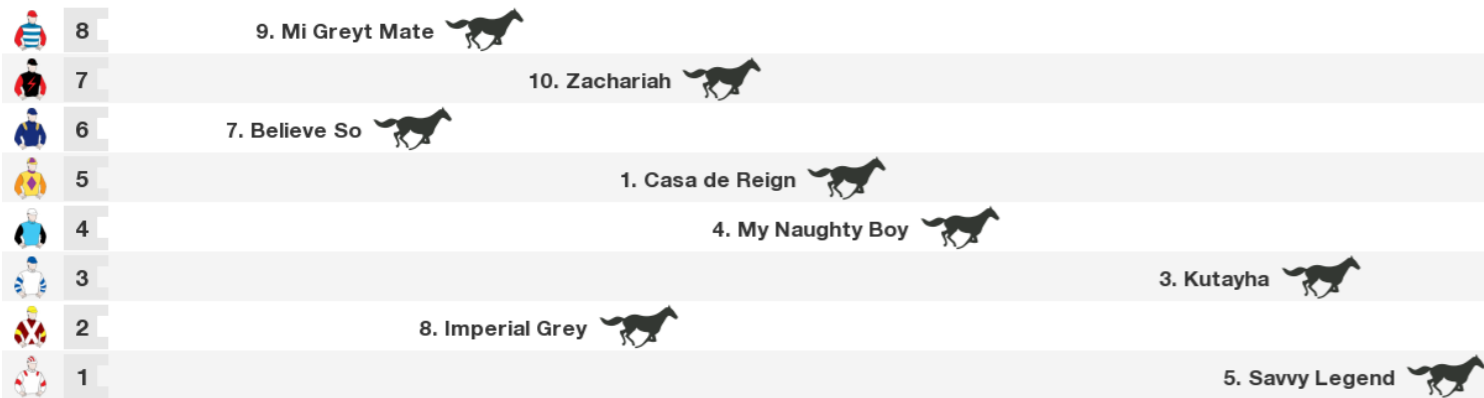 8 9. Mi Greyt Mate
7 10. Zachariah
6 7. Believe So
5 1. Casa de Reign
4 4. My Naughty Boy
3 3. Kutayha
2 8. Imperial Grey
1 5. Savvy Legend